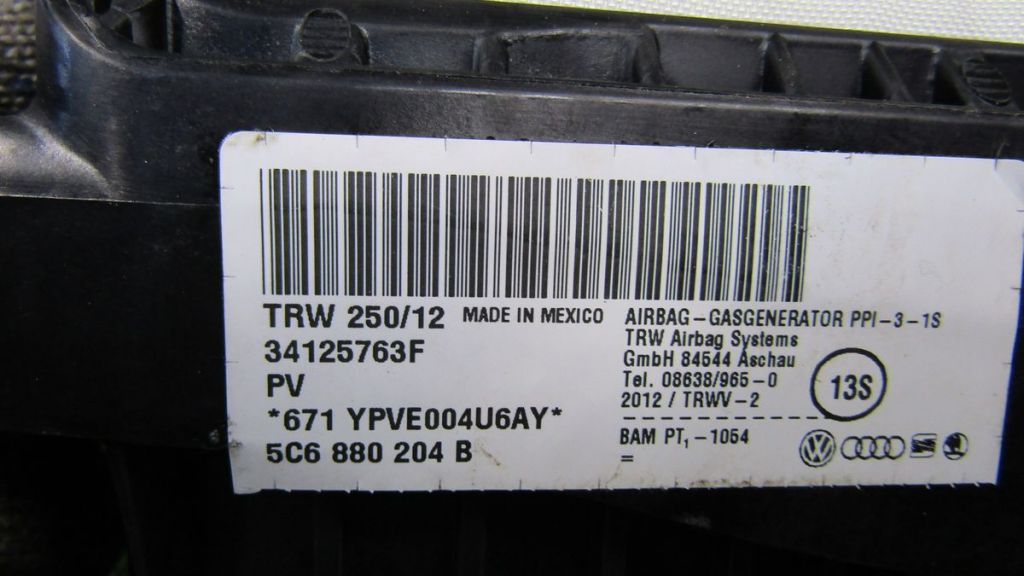 TRW 250/12 MADE IN MEXICO
34125763F
PV
*671 YPVE004U6AY*
5C6 880 204 B
AIRBAG-GASGENERATOR PPI-3-1S
TRW Airbag Systems
GmbH 84544 Aschau
Tel. 08638/965-0
2012 / TRWV-2
13S
BAM PT₁-1054
=